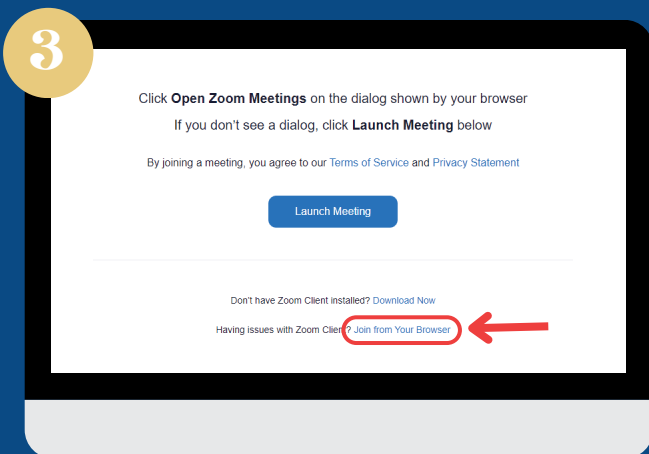 3
Click Open Zoom Meetings on the dialog shown by your browser
If you don't see a dialog, click Launch Meeting below
By joining a meeting, you agree to our Terms of Service and Privacy Statement
Launch Meeting
Don't have Zoom Client installed? Download Now
Having issues with Zoom Client? Join from Your Browser